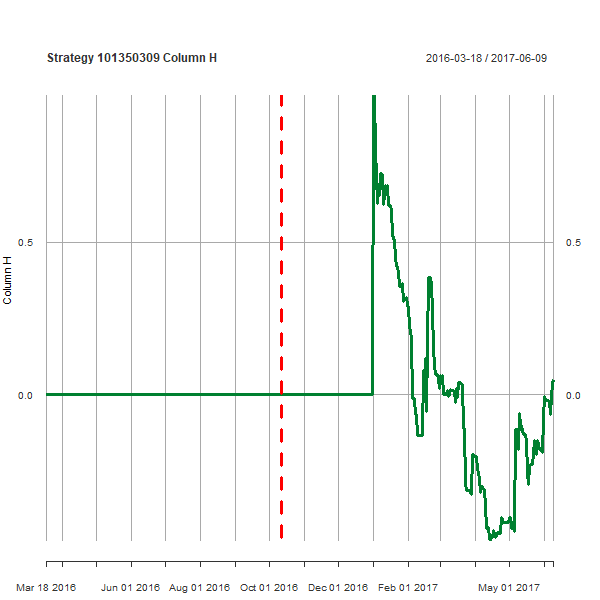 Strategy 101350309 Column H
2016-03-18 / 2017-06-09
Column H
0.5
0.5
0.0
0.0
Mar 18 2016
Jun 01 2016
Aug 01 2016
Oct 01 2016
Dec 01 2016
Feb 01 2017
May 01 2017